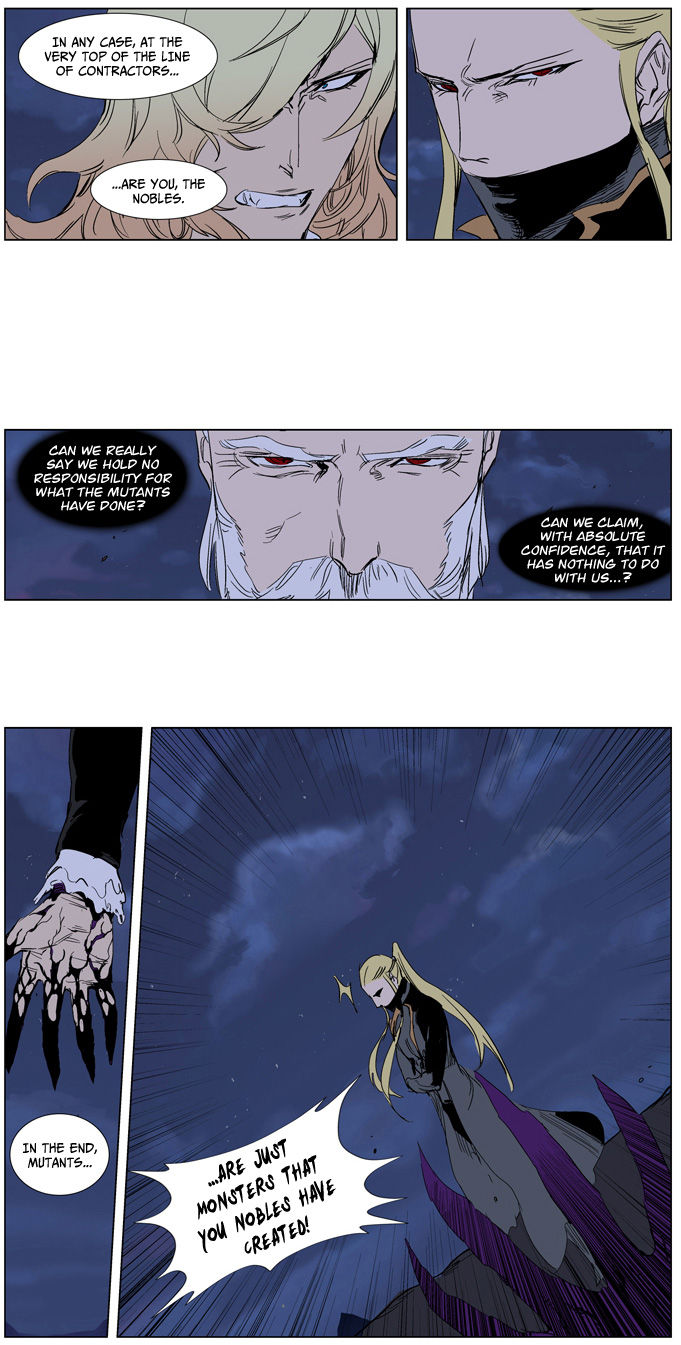 IN ANY CASE, AT THE
VERY TOP OF THE LINE
OF CONTRACTORS...
...ARE YOU, THE
NOBLES.
CAN WE REALLY
SAY WE HOLD NO
RESPONSIBILITY FOR
WHAT THE MUTANTS
HAVE DONE?
CAN WE CLAIM,
WITH ABSOLUTE
CONFIDENCE, THAT IT
HAS NOTHING TO DO
WITH US...?
IN THE END,
MUTANTS...
...ARE JUST
MONSTERS THAT
YOU NOBLES HAVE
CREATED!